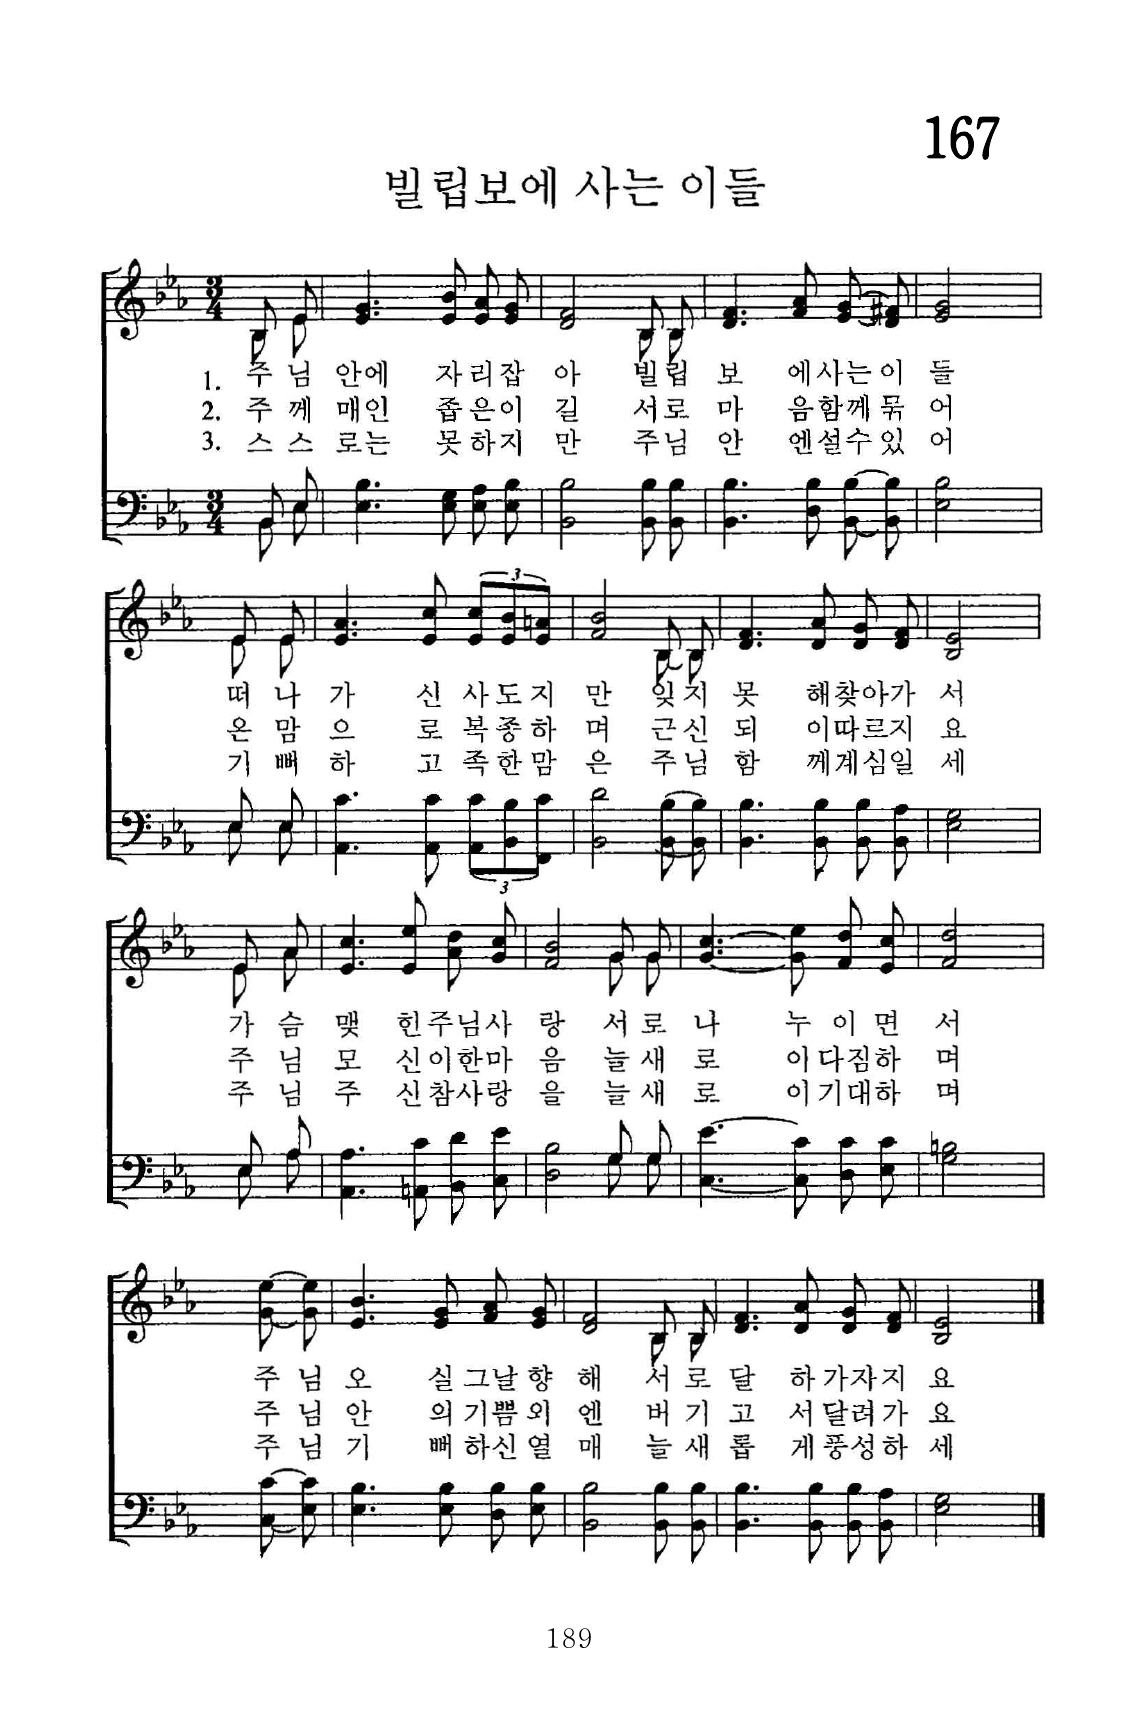 167
빌립보에 사는 이들
3
4
1. 주 님 안에 자 리 잡 아 빌 립 보 에 사 는 이 들
2. 주 께 매인 좁 은 이 길 서 로 마 음 함 께 묶 어
3. 스 스 로는 못 하 지 만 주 님 안 엔 설 수 있 어
3
4
3
떠 나 가 신 사 도 지 만 잊 지 못 해 찾 아 가 서
온 맘 으 로 복 종 하 며 근 신 되 이 따 르 지 요
기 뻐 하 고 족 한 맘 은 주 님 함 께 계 심 일 세
3
가 슴 맺 힌 주 님 사 랑 서 로 나 누 이 면 서
주 님 모 신 이 한 마 음 늘 새 로 이 다 짐 하 며
주 님 주 신 참 사 랑 을 늘 새 로 이 기 대 하 며
주 님 오 실 그 날 향 해 서 로 달 하 가 자 지 요
주 님 안 의 기 쁨 외 엔 버 기 고 서 달 려 가 요
주 님 기 뻐 하 신 열 매 늘 새 롭 게 풍 성 하 세
189